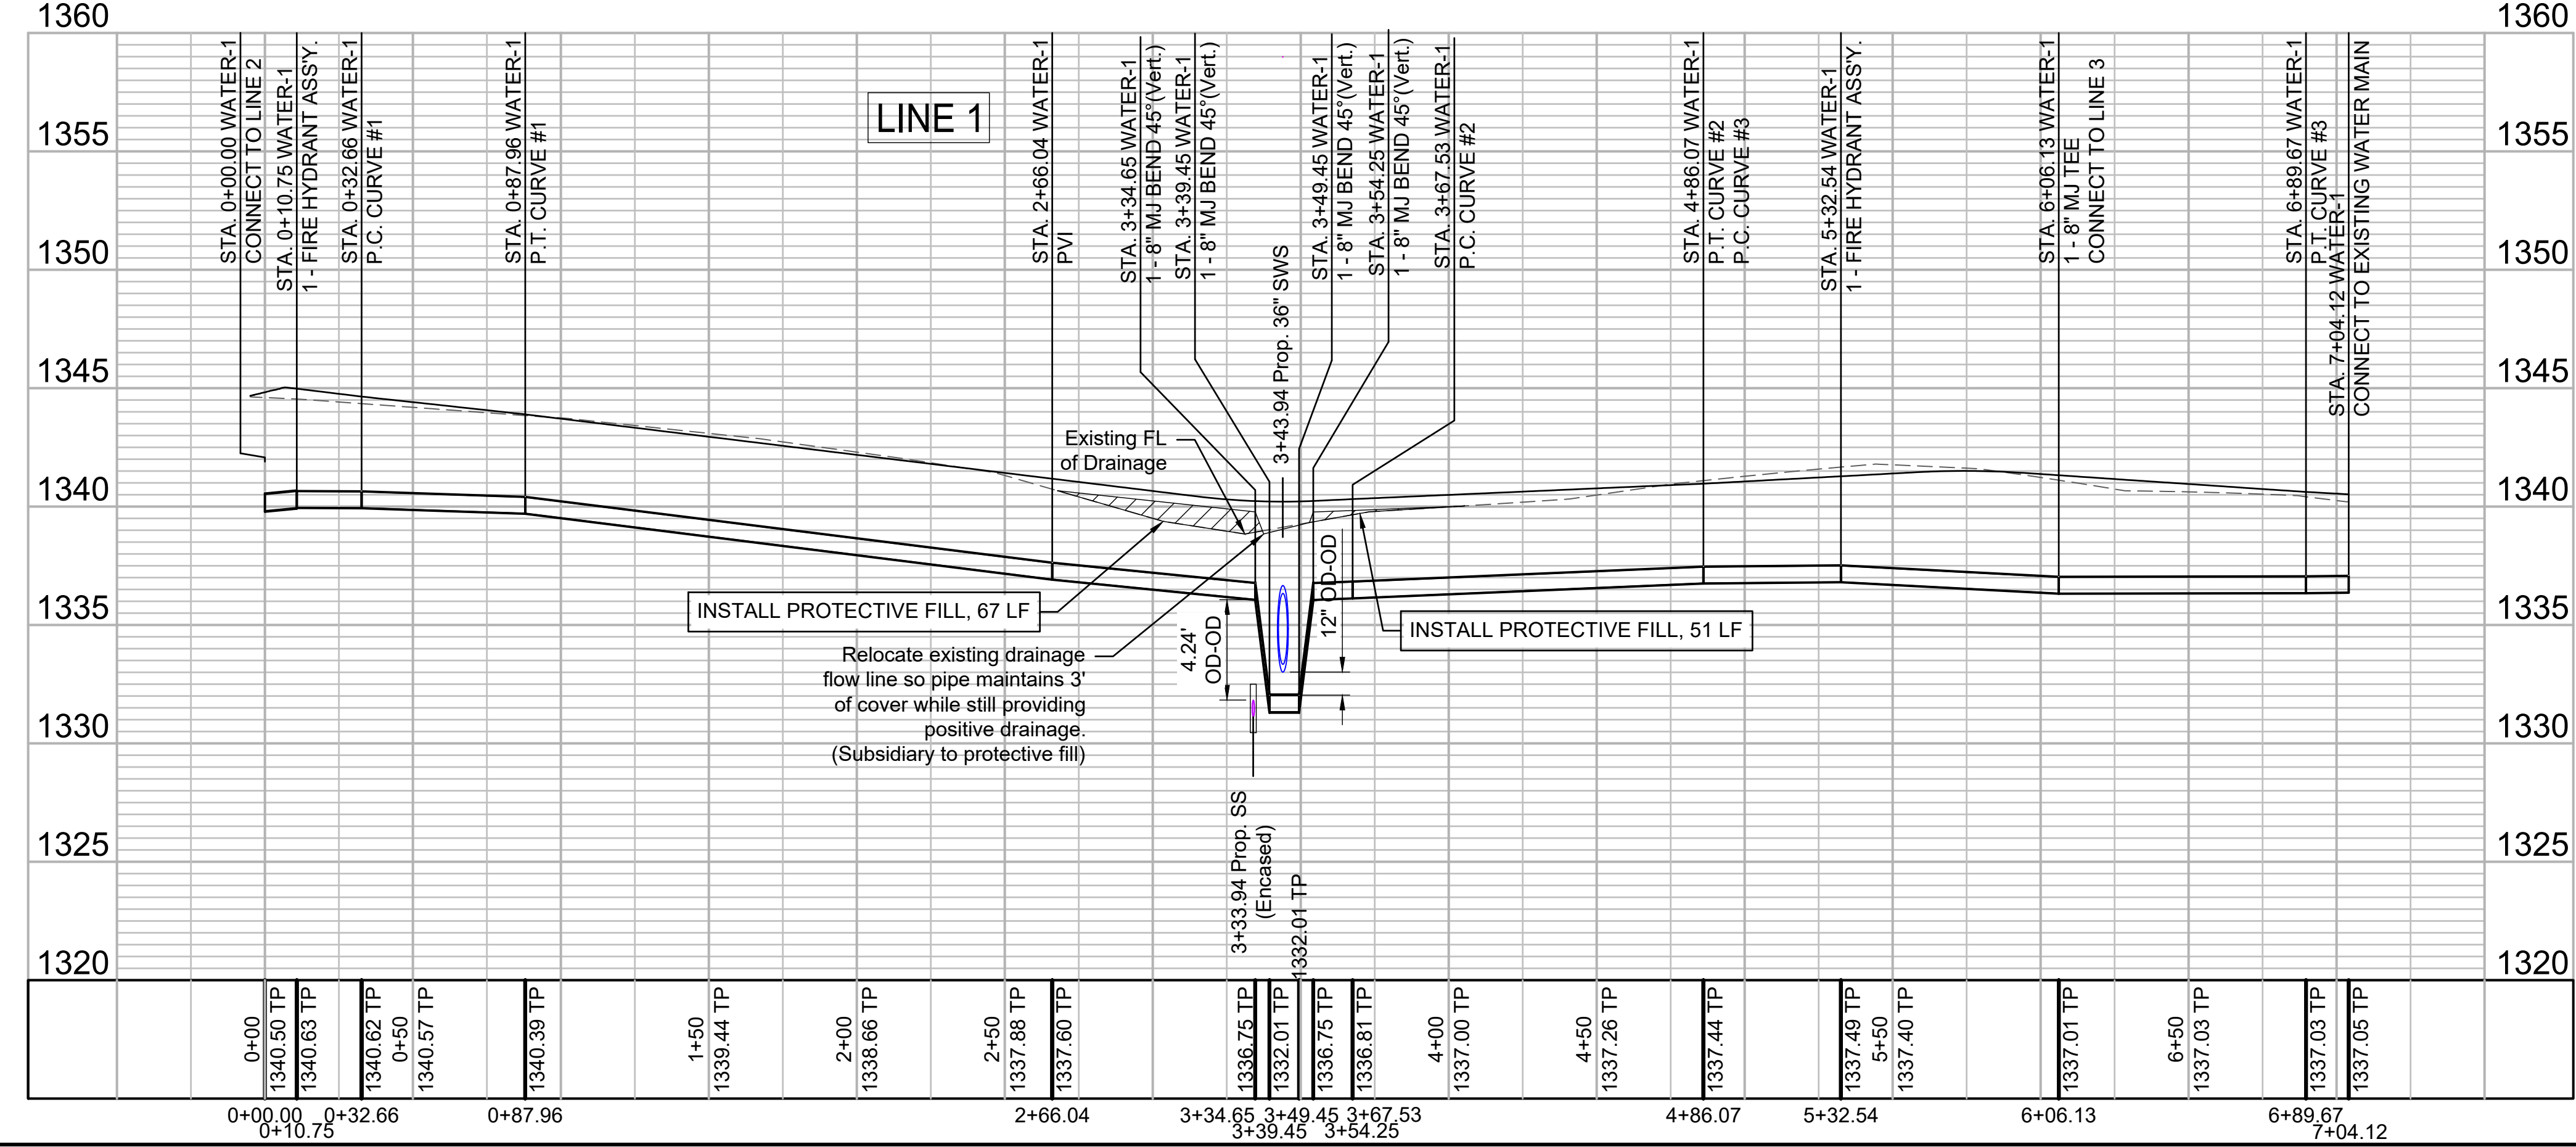 1360
1360
1355
1355
1350
1350
1345
1345
1340
1340
1335
1335
1330
1330
1325
1325
1320
1320
LINE 1
STA. 0+00.00 WATER-1
CONNECT TO LINE 2
STA. 0+10.75 WATER-1
1 - FIRE HYDRANT ASS'Y.
STA. 0+32.66 WATER-1
P.C. CURVE #1
STA. 0+87.96 WATER-1
P.T. CURVE #1
STA. 2+66.04 WATER-1
PVI
STA. 3+34.65 WATER-1
1 - 8" MJ BEND 45°(Vert.)
STA. 3+39.45 WATER-1
1 - 8" MJ BEND 45°(Vert.)
3+43.94 Prop. 36" SWS
STA. 3+49.45 WATER-1
1 - 8" MJ BEND 45°(Vert.)
STA. 3+54.25 WATER-1
1 - 8" MJ BEND 45°(Vert.)
STA. 3+67.53 WATER-1
P.C. CURVE #2
STA. 4+86.07 WATER-1
P.T. CURVE #2
P.C. CURVE #3
STA. 5+32.54 WATER-1
1 - FIRE HYDRANT ASS'Y.
STA. 6+06.13 WATER-1
1 - 8" MJ TEE
CONNECT TO LINE 3
STA. 6+89.67 WATER-1
P.T. CURVE #3
STA. 7+04.12 WATER-1
CONNECT TO EXISTING WATER MAIN
Existing FL
of Drainage
INSTALL PROTECTIVE FILL, 67 LF
Relocate existing drainage
flow line so pipe maintains 3'
of cover while still providing
positive drainage.
(Subsidiary to protective fill)
4.24'
OD-OD
12" OD-OD
INSTALL PROTECTIVE FILL, 51 LF
3+33.94 Prop. SS
(Encased)
1332.01 TP
0+00
1340.50 TP
1340.63 TP
1340.62 TP
0+50
1340.57 TP
1340.39 TP
1+50
1339.44 TP
2+00
1338.66 TP
2+50
1337.88 TP
1337.60 TP
1336.75 TP
1332.01 TP
1336.75 TP
1336.81 TP
4+00
1337.00 TP
4+50
1337.26 TP
1337.44 TP
1337.49 TP
5+50
1337.40 TP
1337.01 TP
6+50
1337.03 TP
1337.03 TP
1337.05 TP
0+00.00
0+10.75
0+32.66
0+87.96
2+66.04
3+34.65
3+39.45
3+49.45
3+54.25
3+67.53
4+86.07
5+32.54
6+06.13
6+89.67
7+04.12